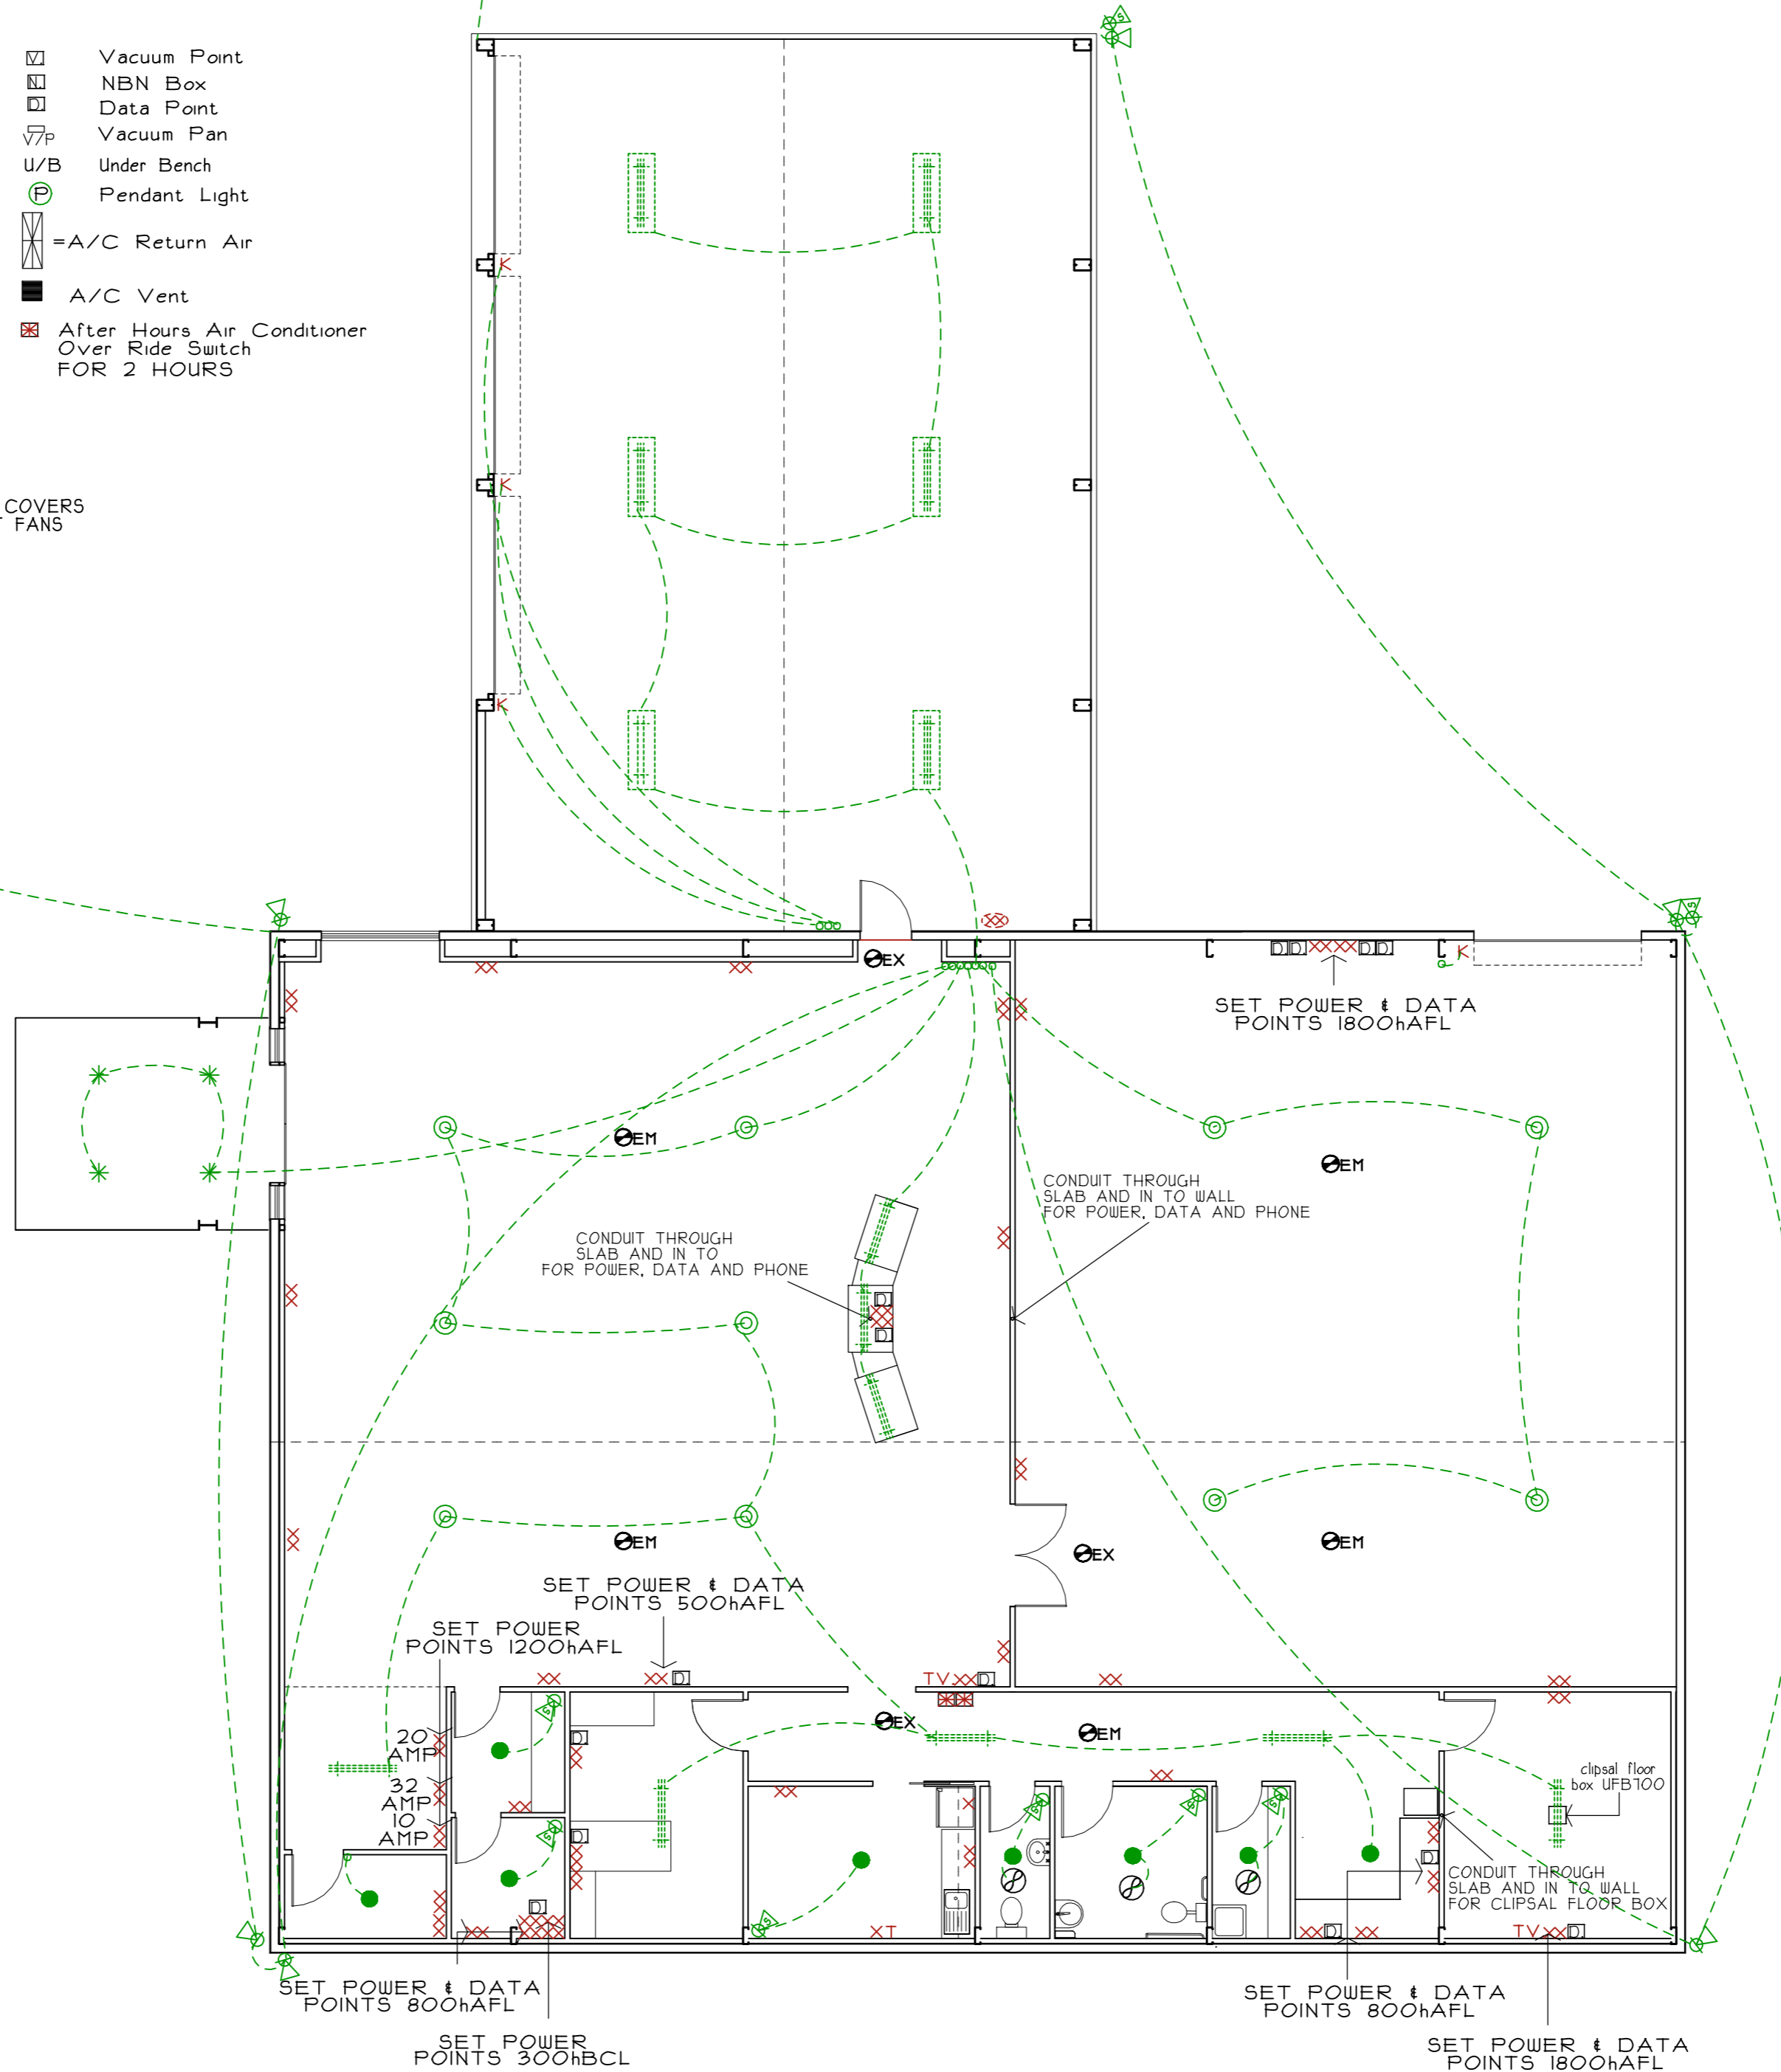 V. Vacuum Point
N. NBN Box
D. Data Point
V P Vacuum Pan
U/B Under Bench
P Pendant Light
=A/C Return Air
A/C Vent
After Hours Air Conditioner
Over Ride Switch
FOR 2 HOURS
COVERS
FANS
S
K
K
K
S
EX
D D XX XX D D
K
SET POWER & DATA
POINTS 1800hAFL
EM
EM
CONDUIT THROUGH
SLAB AND IN TO WALL
FOR POWER, DATA AND PHONE
CONDUIT THROUGH
SLAB AND IN TO
FOR POWER, DATA AND PHONE
D
D
EM
EX
EM
SET POWER & DATA
POINTS 500hAFL
SET POWER
POINTS 1200hAFL
D
TV D
20
AMP
32
AMP
10
AMP
S
S
D
D
D
EX
EM
clipsal floor
box UFB700
S
S
S
S
D
CONDUIT THROUGH
SLAB AND IN TO WALL
FOR CLIPSAL FLOOR BOX
XT
D
TV D
SET POWER & DATA
POINTS 800hAFL
SET POWER & DATA
POINTS 800hAFL
SET POWER
POINTS 300hBCL
SET POWER & DATA
POINTS 1800hAFL